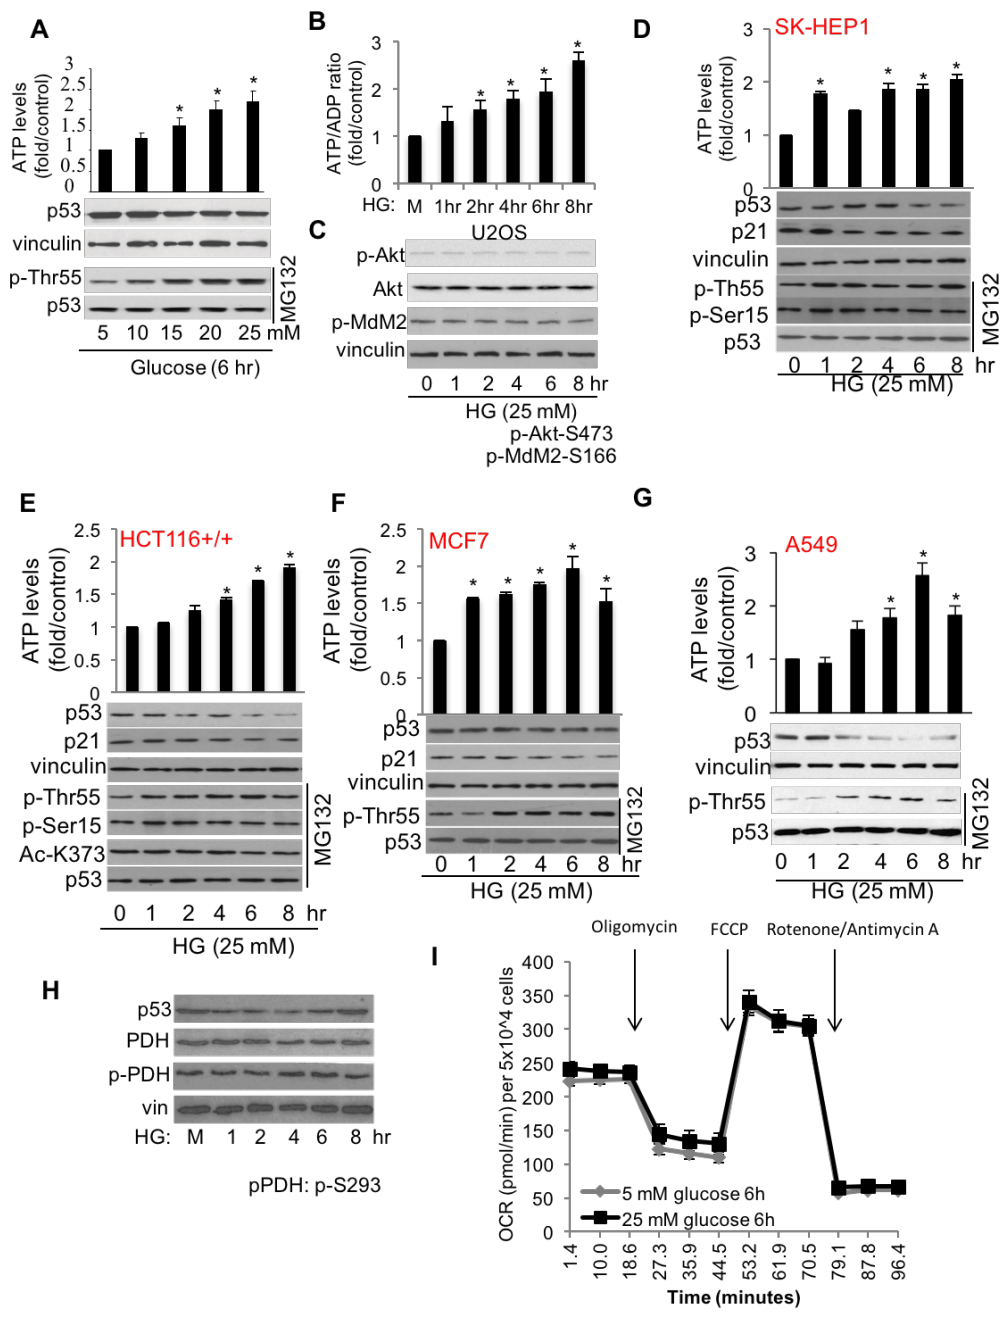 A
ATP levels
(fold/control)
3
2.5
2
1.5
1
0.5
0
* * *
p53
vinculin
p-Thr55
p53
MG132
5 10 15 20 25 mM
Glucose (6 hr)
B
ATP/ADP ratio
(fold/control)
3
2
1
0
* * * *
HG: M 1hr 2hr 4hr 6hr 8hr
U2OS
C
p-Akt
Akt
p-MdM2
vinculin
0 1 2 4 6 8 hr
HG (25 mM)
p-Akt-S473
p-MdM2-S166
D
SK-HEP1
ATP levels
(fold/control)
3
2
1
0
* * * *
p53
p21
vinculin
p-Th55
p-Ser15
p53
MG132
0 1 2 4 6 8 hr
HG (25 mM)
E
HCT116+/+
ATP levels
(fold/control)
2.5
2
1.5
1
0.5
0
* * *
p53
p21
vinculin
p-Thr55
p-Ser15
Ac-K373
p53
MG132
0 1 2 4 6 8 hr
HG (25 mM)
F
MCF7
ATP levels
(fold/control)
2.5
2
1.5
1
0.5
0
* * * * *
p53
p21
vinculin
p-Thr55
p53
MG132
0 1 2 4 6 8 hr
HG (25 mM)
G
A549
ATP levels
(fold/control)
3
2
1
0
* * *
p53
vinculin
p-Thr55
p53
MG132
0 1 2 4 6 8 hr
HG (25 mM)
H
p53
PDH
p-PDH
vin
HG: M 1 2 4 6 8 hr
pPDH: p-S293
I
Oligomycin FCCP Rotenone/Antimycin A
OCR (pmol/min) per 5x10^4 cells
400
350
300
250
200
150
100
50
0
5 mM glucose 6h
25 mM glucose 6h
1.4 10.0 18.6 27.3 35.9 44.5 53.2 61.9 70.5 79.1 87.8 96.4
Time (minutes)